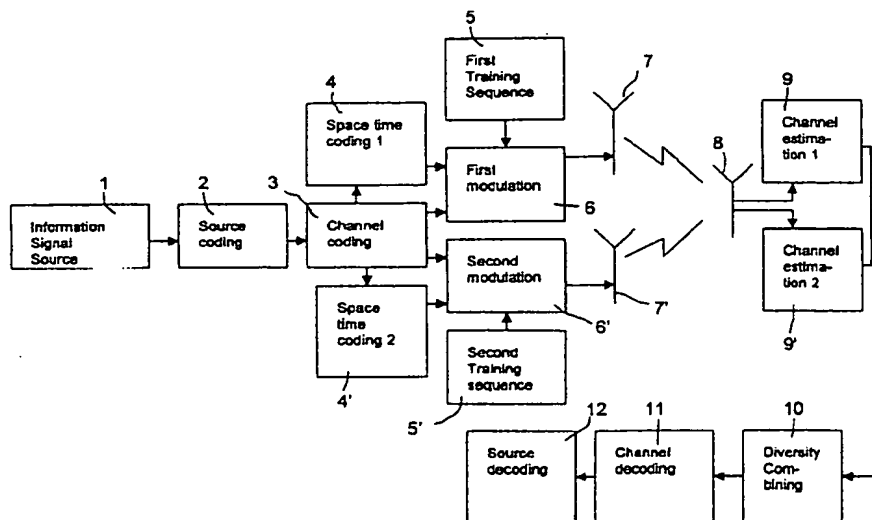 5
First
Training
Sequence
7
4
Space time
coding 1
9
Channel
estima-
tion 1
8
First
modulation
6
1
Information
Signal
Source
2
Source
coding
3
Channel
coding
Second
modulation
6'
7'
Channel
estima-
tion 2
9'
Space
time
coding 2
4'
Second
Training
sequence
5'
12
Source
decoding
11
Channel
decoding
10
Diversity
Com-
bining